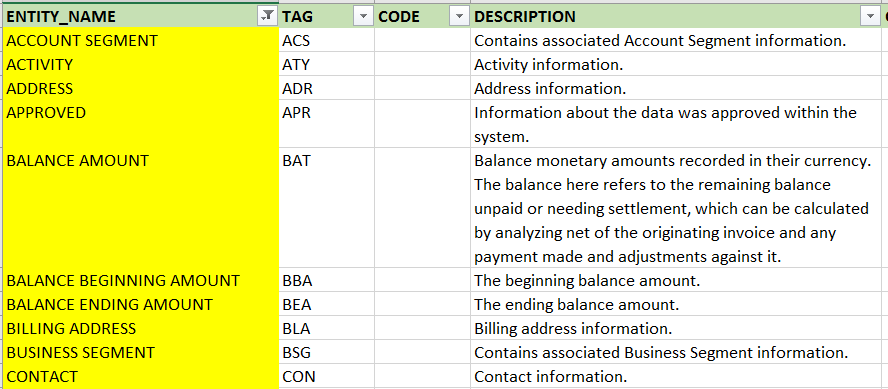 ENTITY_NAME TAG CODE DESCRIPTION
ACCOUNT SEGMENT ACS Contains associated Account Segment information.
ACTIVITY ATY Activity information.
ADDRESS ADR Address information.
APPROVED APR Information about the data was approved within the
system.
BALANCE AMOUNT BAT Balance monetary amounts recorded in their currency.
The balance here refers to the remaining balance
unpaid or needing settlement, which can be calculated
by analyzing net of the originating invoice and any
payment made and adjustments against it.
BALANCE BEGINNING AMOUNT BBA The beginning balance amount.
BALANCE ENDING AMOUNT BEA The ending balance amount.
BILLING ADDRESS BLA Billing address information.
BUSINESS SEGMENT BSG Contains associated Business Segment information.
CONTACT CON Contact information.